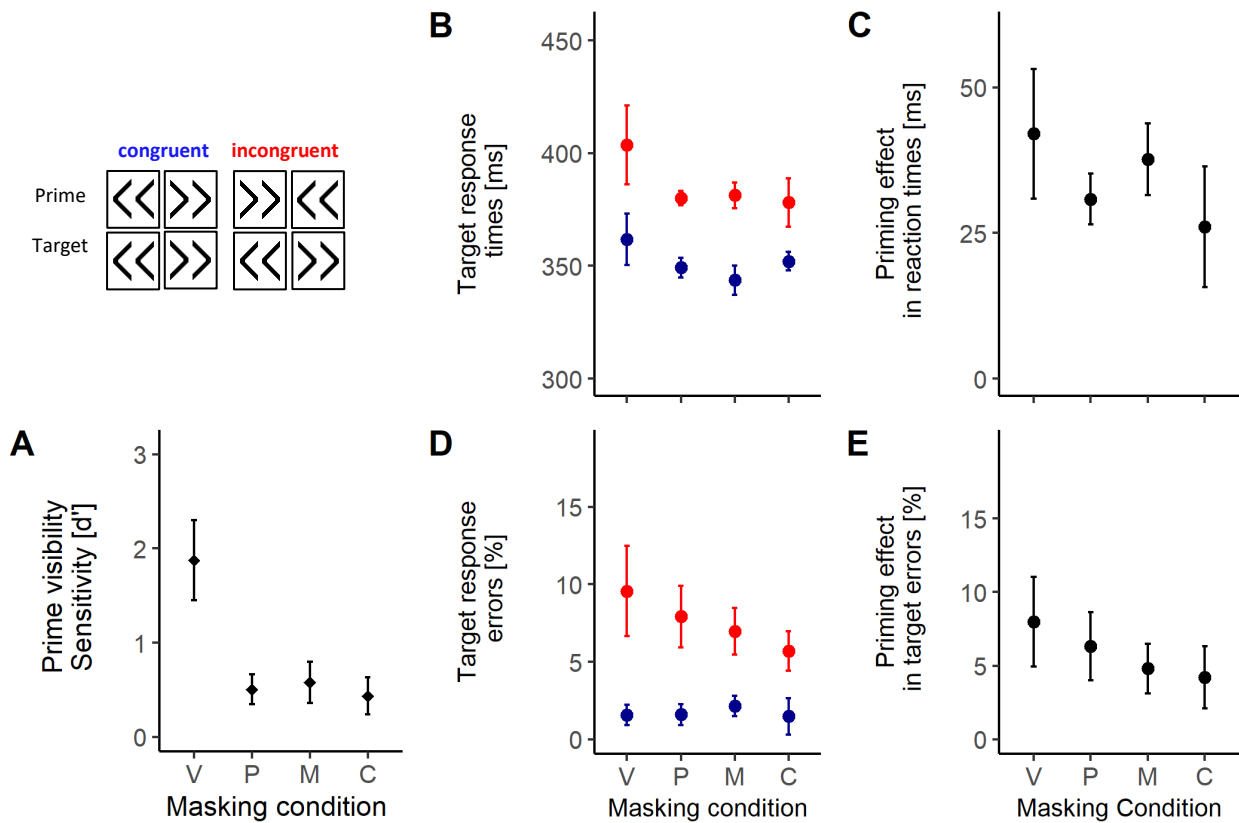 congruent incongruent
Prime
Target
B
450
400
350
300
Target response
times [ms]
C
50
25
0
Priming effect
in reaction times [ms]
A
3
2
1
0
Prime visibility
Sensitivity [d']
V P M C
Masking condition
D
15
10
5
0
Target response
errors [%]
V P M C
Masking condition
E
15
10
5
0
Priming effect
in target errors [%]
V P M C
Masking Condition